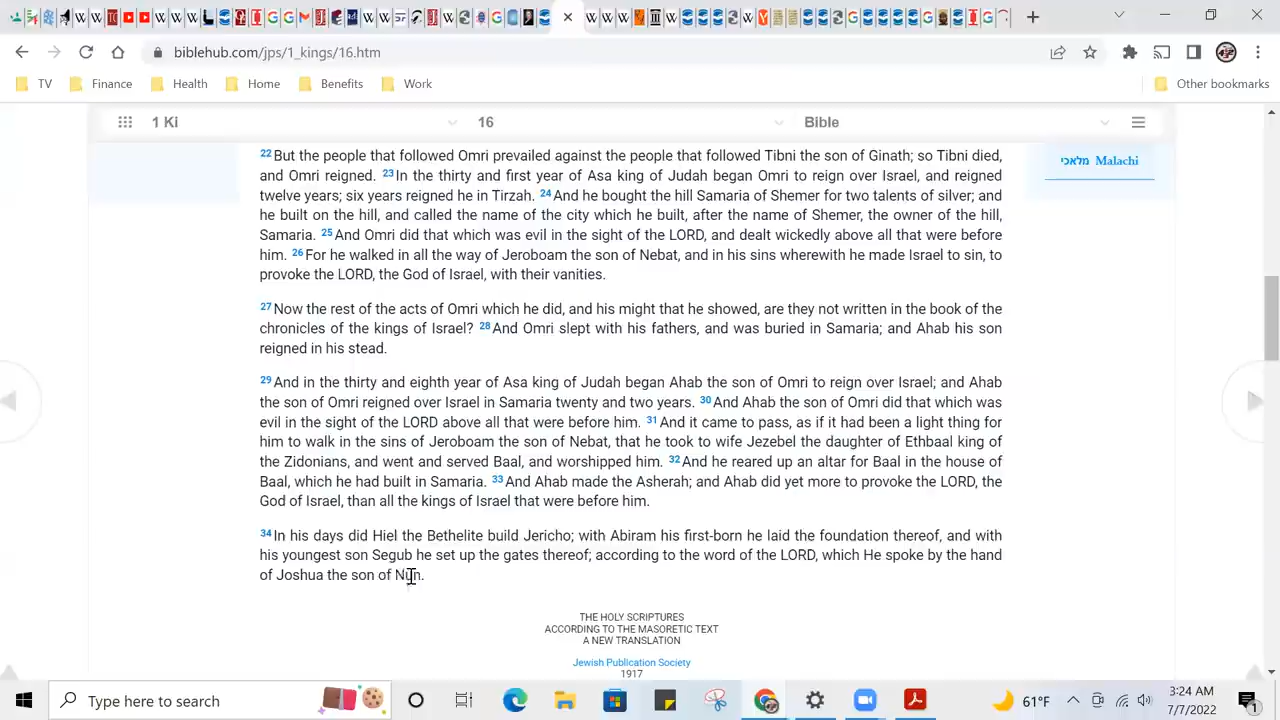 biblehub.com/jps/1_kings/16.htm
TV Finance Health Home Benefits Work Other bookmarks
1 Ki 16 Bible
22 But the people that followed Omri prevailed against the people that followed Tibni the son of Ginath; so Tibni died,
and Omri reigned. 23 In the thirty and first year of Asa king of Judah began Omri to reign over Israel, and reigned
twelve years; six years reigned he in Tirzah. 24 And he bought the hill Samaria of Shemer for two talents of silver; and
he built on the hill, and called the name of the city which he built, after the name of Shemer, the owner of the hill,
Samaria. 25 And Omri did that which was evil in the sight of the LORD, and dealt wickedly above all that were before
him. 26 For he walked in all the way of Jeroboam the son of Nebat, and in his sins wherewith he made Israel to sin, to
provoke the LORD, the God of Israel, with their vanities.
מלאכי Malachi
27 Now the rest of the acts of Omri which he did, and his might that he showed, are they not written in the book of the
chronicles of the kings of Israel? 28 And Omri slept with his fathers, and was buried in Samaria; and Ahab his son
reigned in his stead.
29 And in the thirty and eighth year of Asa king of Judah began Ahab the son of Omri to reign over Israel; and Ahab
the son of Omri reigned over Israel in Samaria twenty and two years. 30 And Ahab the son of Omri did that which was
evil in the sight of the LORD above all that were before him. 31 And it came to pass, as if it had been a light thing for
him to walk in the sins of Jeroboam the son of Nebat, that he took to wife Jezebel the daughter of Ethbaal king of
the Zidonians, and went and served Baal, and worshipped him. 32 And he reared up an altar for Baal in the house of
Baal, which he had built in Samaria. 33 And Ahab made the Asherah; and Ahab did yet more to provoke the LORD, the
God of Israel, than all the kings of Israel that were before him.
34 In his days did Hiel the Bethelite build Jericho; with Abiram his first-born he laid the foundation thereof, and with
his youngest son Segub he set up the gates thereof; according to the word of the LORD, which He spoke by the hand
of Joshua the son of Nun.
THE HOLY SCRIPTURES
ACCORDING TO THE MASORETIC TEXT
A NEW TRANSLATION
Jewish Publication Society
1917
Type here to search
61°F
3:24 AM
7/7/2022